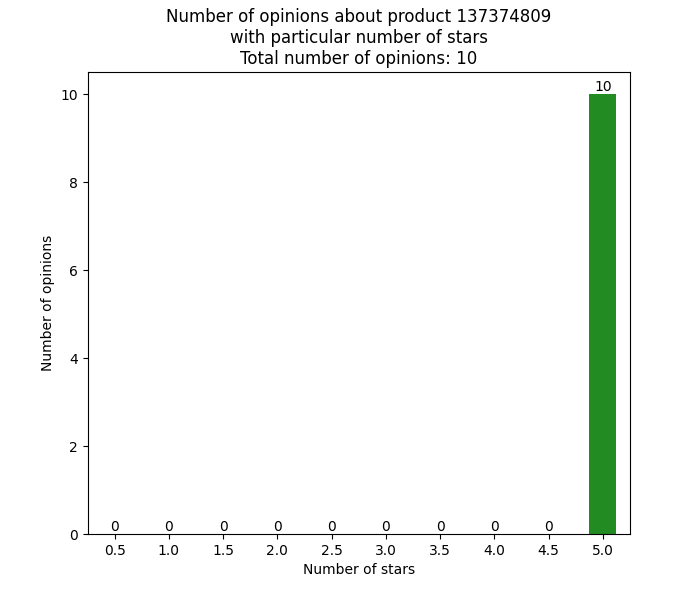 Number of opinions about product 137374809
with particular number of stars
Total number of opinions: 10
10
10
8
6
4
2
0
Number of opinions
0 0 0 0 0 0 0 0 0
0.5 1.0 1.5 2.0 2.5 3.0 3.5 4.0 4.5 5.0
Number of stars